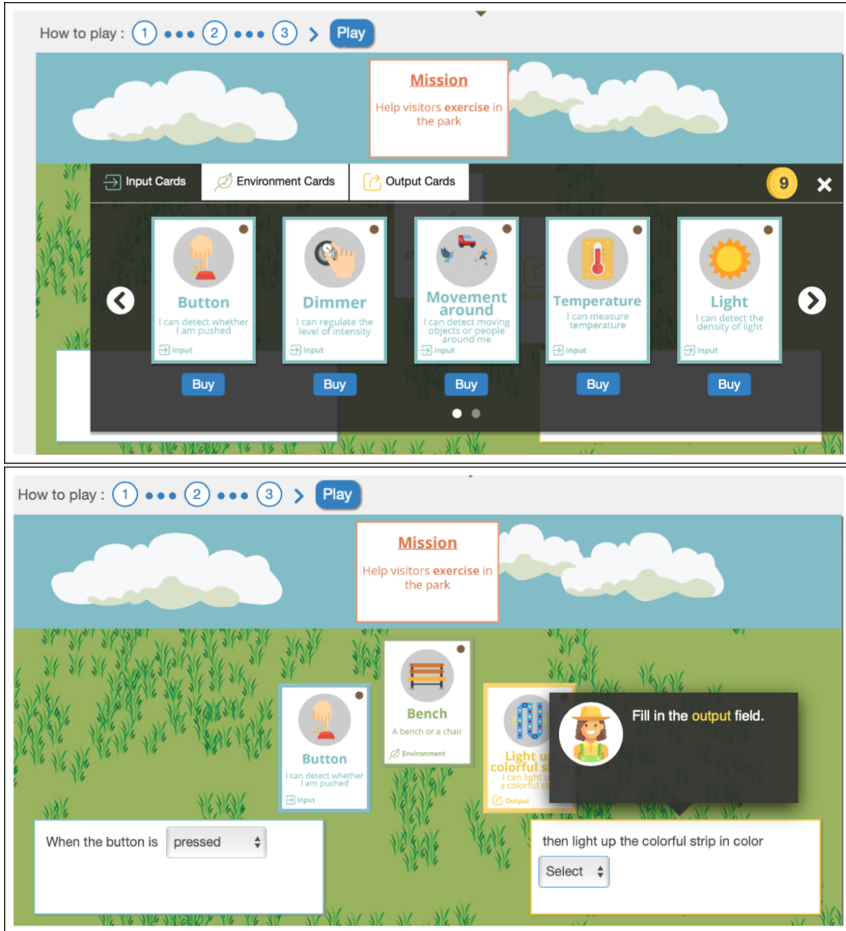 How to play : 1 2 3 Play
Mission
Help visitors exercise in
the park
Input Cards Environment Cards Output Cards 9
Button
I can detect whether
I am pushed
Input
Dimmer
I can regulate the
level of intensity
Input
Movement
around
I can detect moving
objects or people
around me
Input
Temperature
I can measure
temperature
Input
Light
I can detect the
density of light
Input
Buy Buy Buy Buy Buy
How to play : 1 2 3 Play
Mission
Help visitors exercise in
the park
Bench
A bench or a chair
Environment
Button
I can detect whether
I am pushed
Input
Light
colorful
I can light
a colorful
Output
Fill in the output field.
When the button is pressed
then light up the colorful strip in color
Select